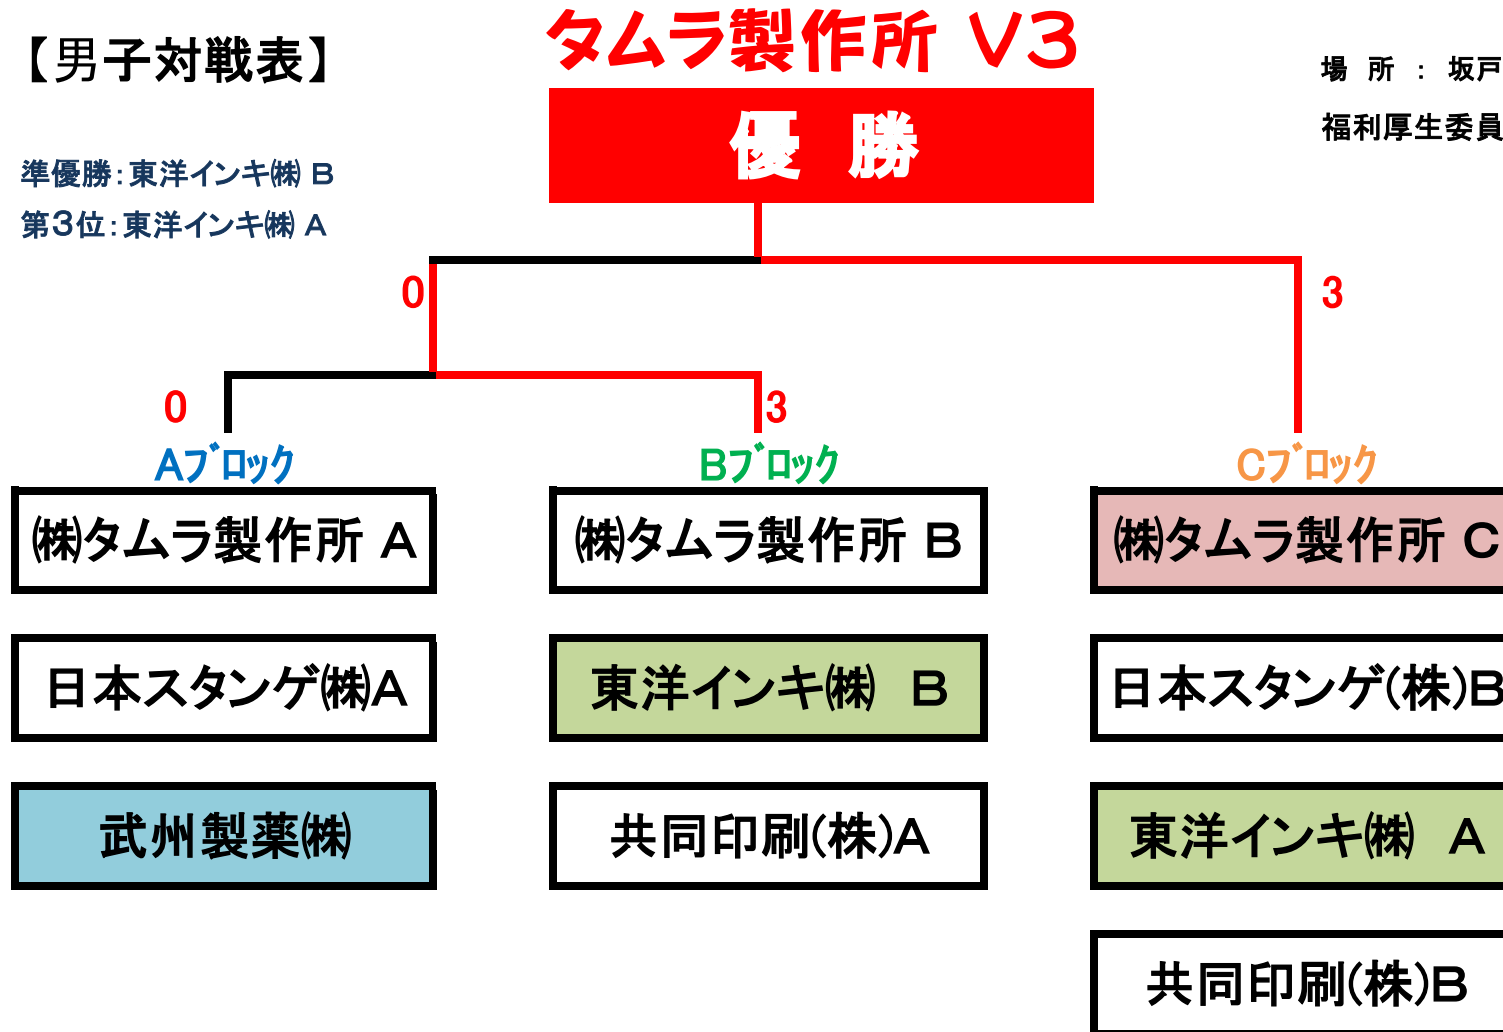 タムラ製作所 V3
【男子対戦表】
場 所 : 坂戸
優 勝
福利厚生委員
準優勝:東洋インキ㈱ B
第3位:東洋インキ㈱ A
0
3
0
3
Aブロック
Bブロック
Cブロック
㈱タムラ製作所 A
㈱タムラ製作所 B
㈱タムラ製作所 C
日本スタンゲ㈱A
東洋インキ㈱ B
日本スタンゲ(株)B
武州製薬㈱
共同印刷(株)A
東洋インキ㈱ A
共同印刷(株)B